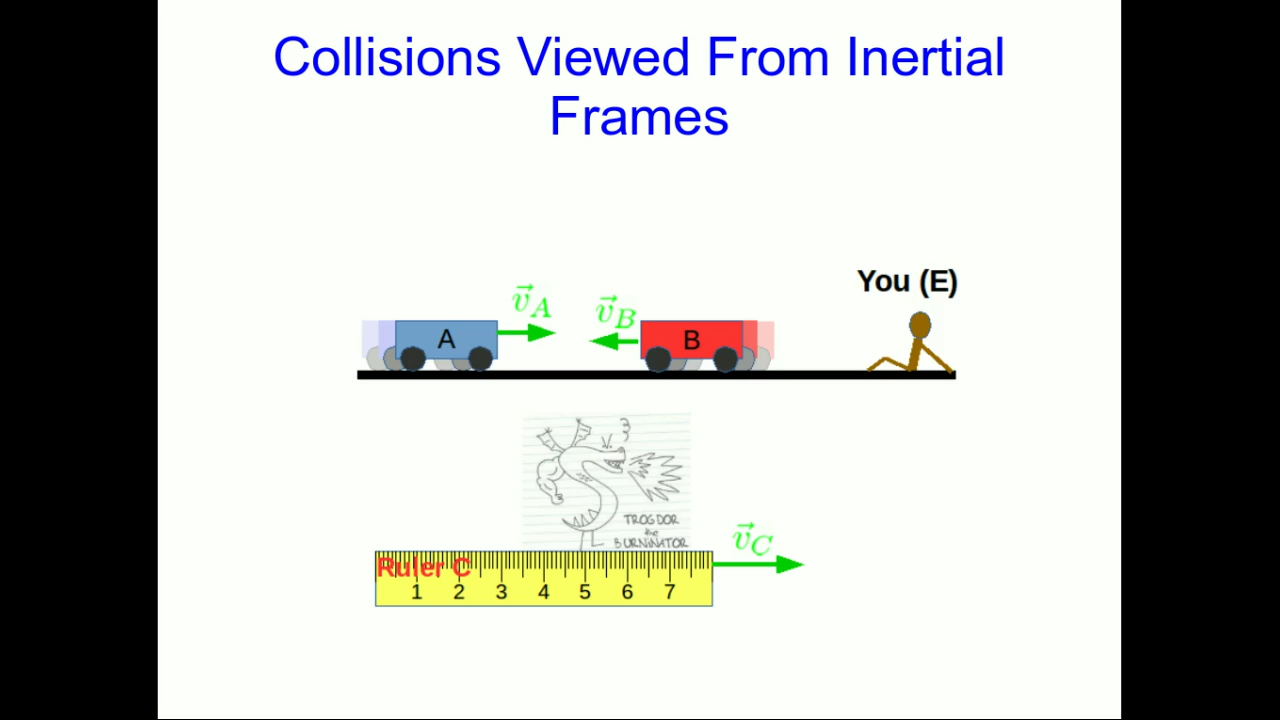 Collisions Viewed From Inertial
Frames
You (E)
v⃗A
v⃗B
A
B
TROGDOR
the
BURNINATOR
v⃗C
Ruler C
1 2 3 4 5 6 7